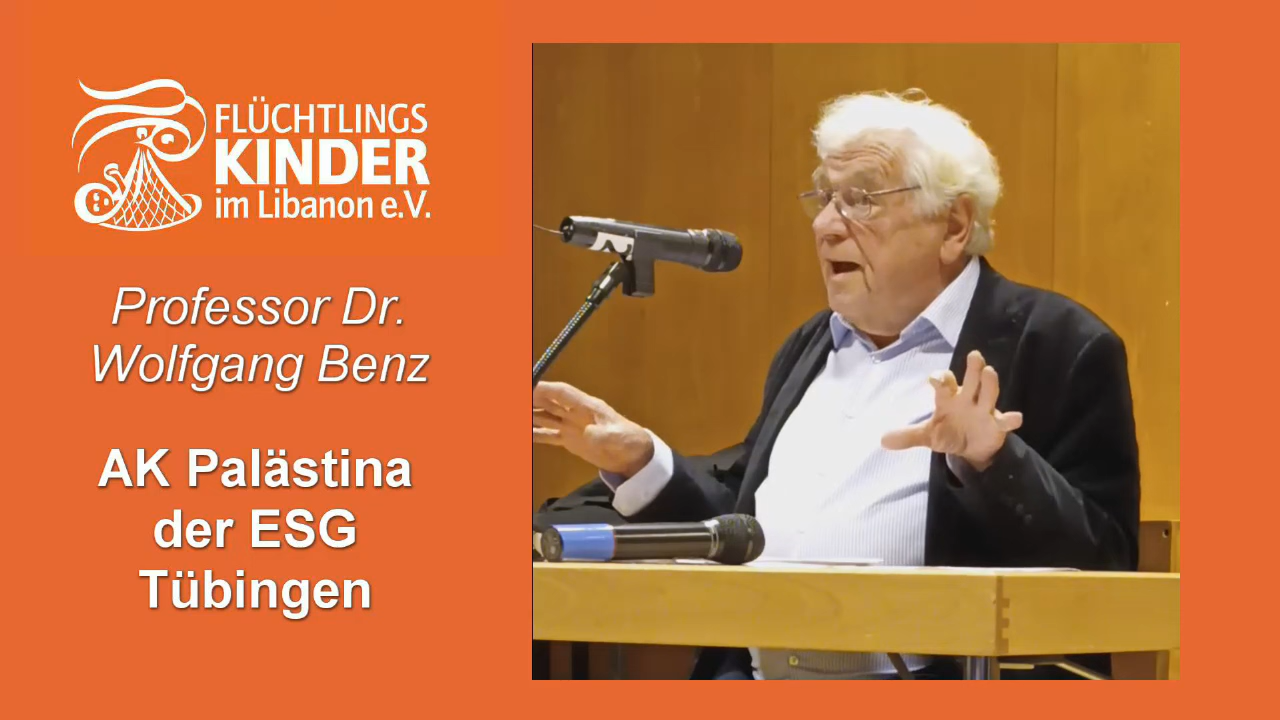 FLÜCHTLINGS
KINDER
im Libanon e.V.
Professor Dr.
Wolfgang Benz
AK Palästina
der ESG
Tübingen